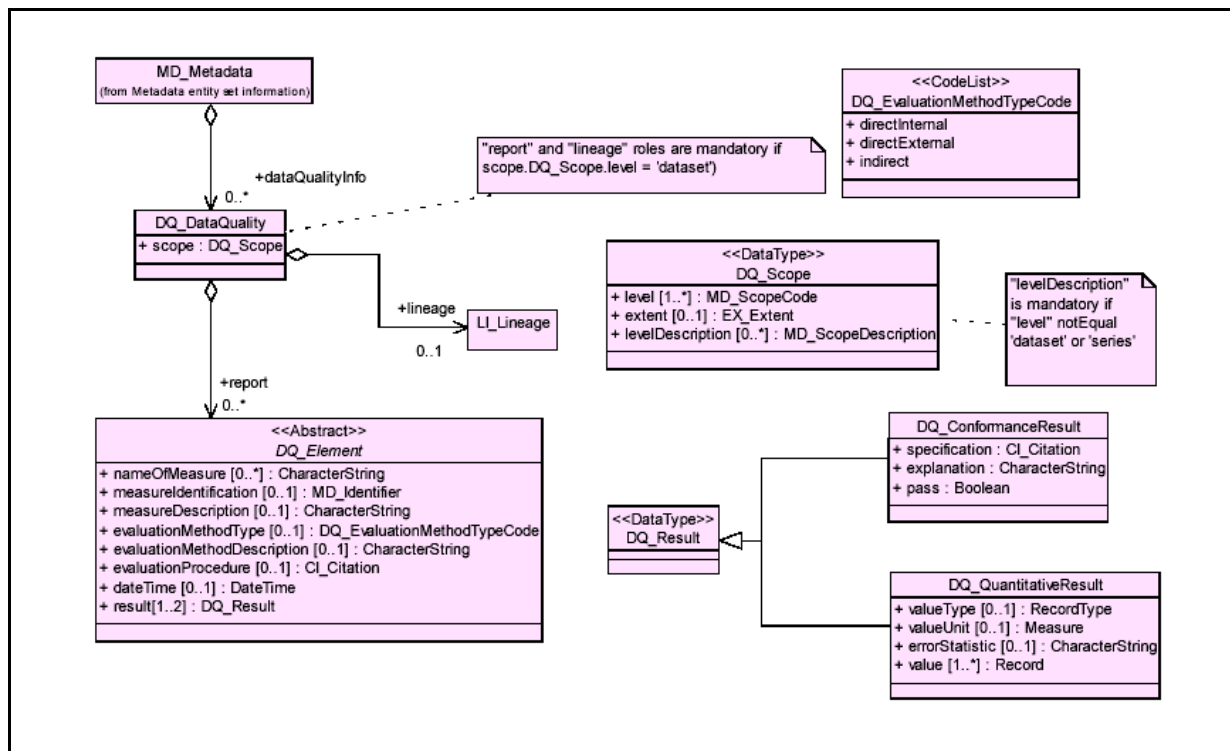 MD_Metadata
(from Metadata entity set information)
+dataQualityInfo
0..*
"report" and "lineage" roles are mandatory if
scope.DQ_Scope.level = 'dataset')
<<CodeList>>
DQ_EvaluationMethodTypeCode
+ directInternal
+ directExternal
+ indirect
DQ_DataQuality
+ scope : DQ_Scope
+lineage
0..1
LI_Lineage
<<DataType>>
DQ_Scope
+ level [1..*] : MD_ScopeCode
+ extent [0..1] : EX_Extent
+ levelDescription [0..*] : MD_ScopeDescription
"levelDescription"
is mandatory if
"level" notEqual
'dataset' or 'series'
+report
0..*
<<Abstract>>
DQ_Element
+ nameOfMeasure [0..*] : CharacterString
+ measureIdentification [0..1] : MD_Identifier
+ measureDescription [0..1] : CharacterString
+ evaluationMethodType [0..1] : DQ_EvaluationMethodTypeCode
+ evaluationMethodDescription [0..1] : CharacterString
+ evaluationProcedure [0..1] : CI_Citation
+ dateTime [0..1] : DateTime
+ result[1..2] : DQ_Result
<<DataType>>
DQ_Result
DQ_ConformanceResult
+ specification : CI_Citation
+ explanation : CharacterString
+ pass : Boolean
DQ_QuantitativeResult
+ valueType [0..1] : RecordType
+ valueUnit [0..1] : Measure
+ errorStatistic [0..1] : CharacterString
+ value [1..*] : Record